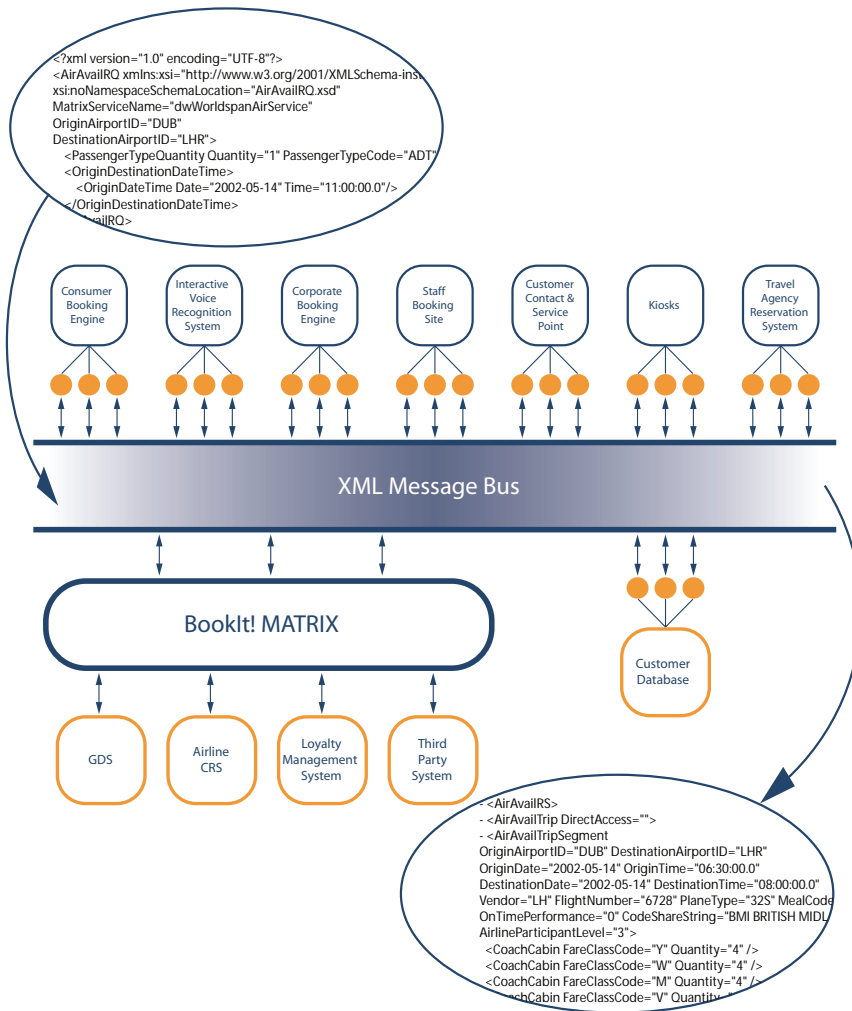 <?xml version="1.0" encoding="UTF-8"?>
<AirAvailRQ xmlns:xsi="http://www.w3.org/2001/XMLSchema-inst
xsi:noNamespaceSchemaLocation="AirAvailRQ.xsd"
MatrixServiceName="dwWorldspanAirService"
OriginAirportID="DUB"
DestinationAirportID="LHR">
<PassengerTypeQuantity Quantity="1" PassengerTypeCode="ADT"
<OriginDestinationDateTime>
<OriginDateTime Date="2002-05-14" Time="11:00:00.0"/>
</OriginDestinationDateTime>
vailRQ>
Consumer
Booking
Engine
Interactive
Voice
Recognition
System
Corporate
Booking
Engine
Staff
Booking
Site
Customer
Contact &
Service
Point
Kiosks
Travel
Agency
Reservation
System
XML Message Bus
BookIt! MATRIX
Customer
Database
GDS
Airline
CRS
Loyalty
Management
System
Third
Party
System
- <AirAvailRS>
- <AirAvailTrip DirectAccess="">
- <AirAvailTripSegment
OriginAirportID="DUB" DestinationAirportID="LHR"
OriginDate="2002-05-14" OriginTime="06:30:00.0"
DestinationDate="2002-05-14" DestinationTime="08:00:00.0"
Vendor="LH" FlightNumber="6728" PlaneType="32S" MealCode
OnTimePerformance="0" CodeShareString="BMI BRITISH MIDL
AirlineParticipantLevel="3">
<CoachCabin FareClassCode="Y" Quantity="4" />
<CoachCabin FareClassCode="W" Quantity="4" />
<CoachCabin FareClassCode="M" Quantity="4" />
achCabin FareClassCode="V" Quantity="